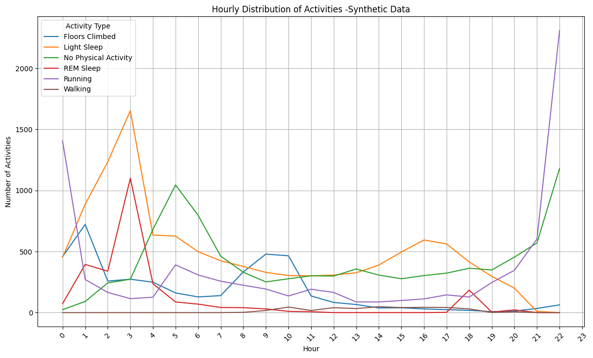 Hourly Distribution of Activities -Synthetic Data
Activity Type
Floors Climbed
Light Sleep
No Physical Activity
REM Sleep
Running
Walking
Number of Activities
2000
1500
1000
500
0
0 1 2 3 4 5 6 7 8 9 10 11 12 13 14 15 16 17 18 19 20 21 22 23
Hour